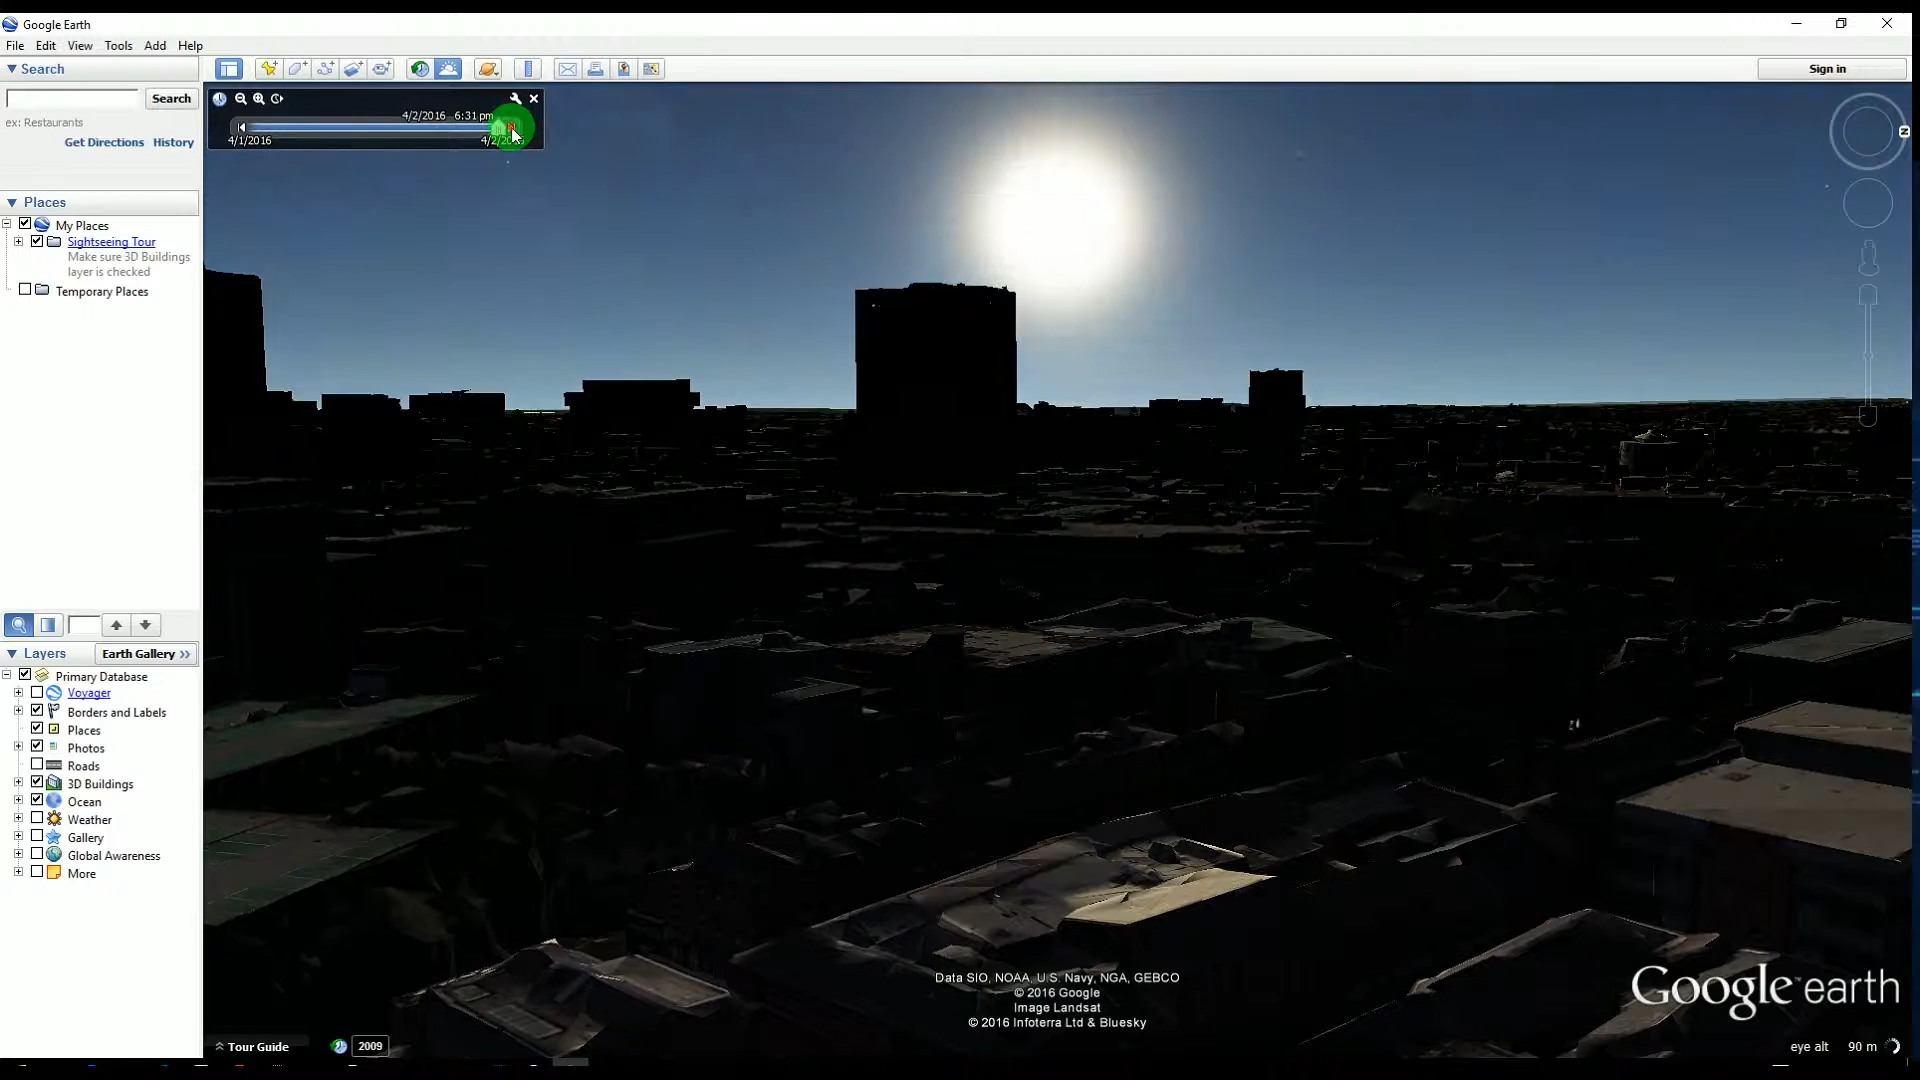 Google Earth
File Edit View Tools Add Help
Search
Sign in
Search
ex: Restaurants
Get Directions History
4/2/2016 6:31 pm
4/1/2016
N
Places
My Places
Sightseeing Tour
Make sure 3D Buildings
layer is checked
Temporary Places
Layers
Earth Gallery >>
Primary Database
Voyager
Borders and Labels
Places
Photos
Roads
3D Buildings
Ocean
Weather
Gallery
Global Awareness
More
Data SIO, NOAA, U.S. Navy, NGA, GEBCO
© 2016 Google
Image Landsat
© 2016 Infoterra Ltd & Bluesky
Google earth
Tour Guide
2009
eye alt 90 m